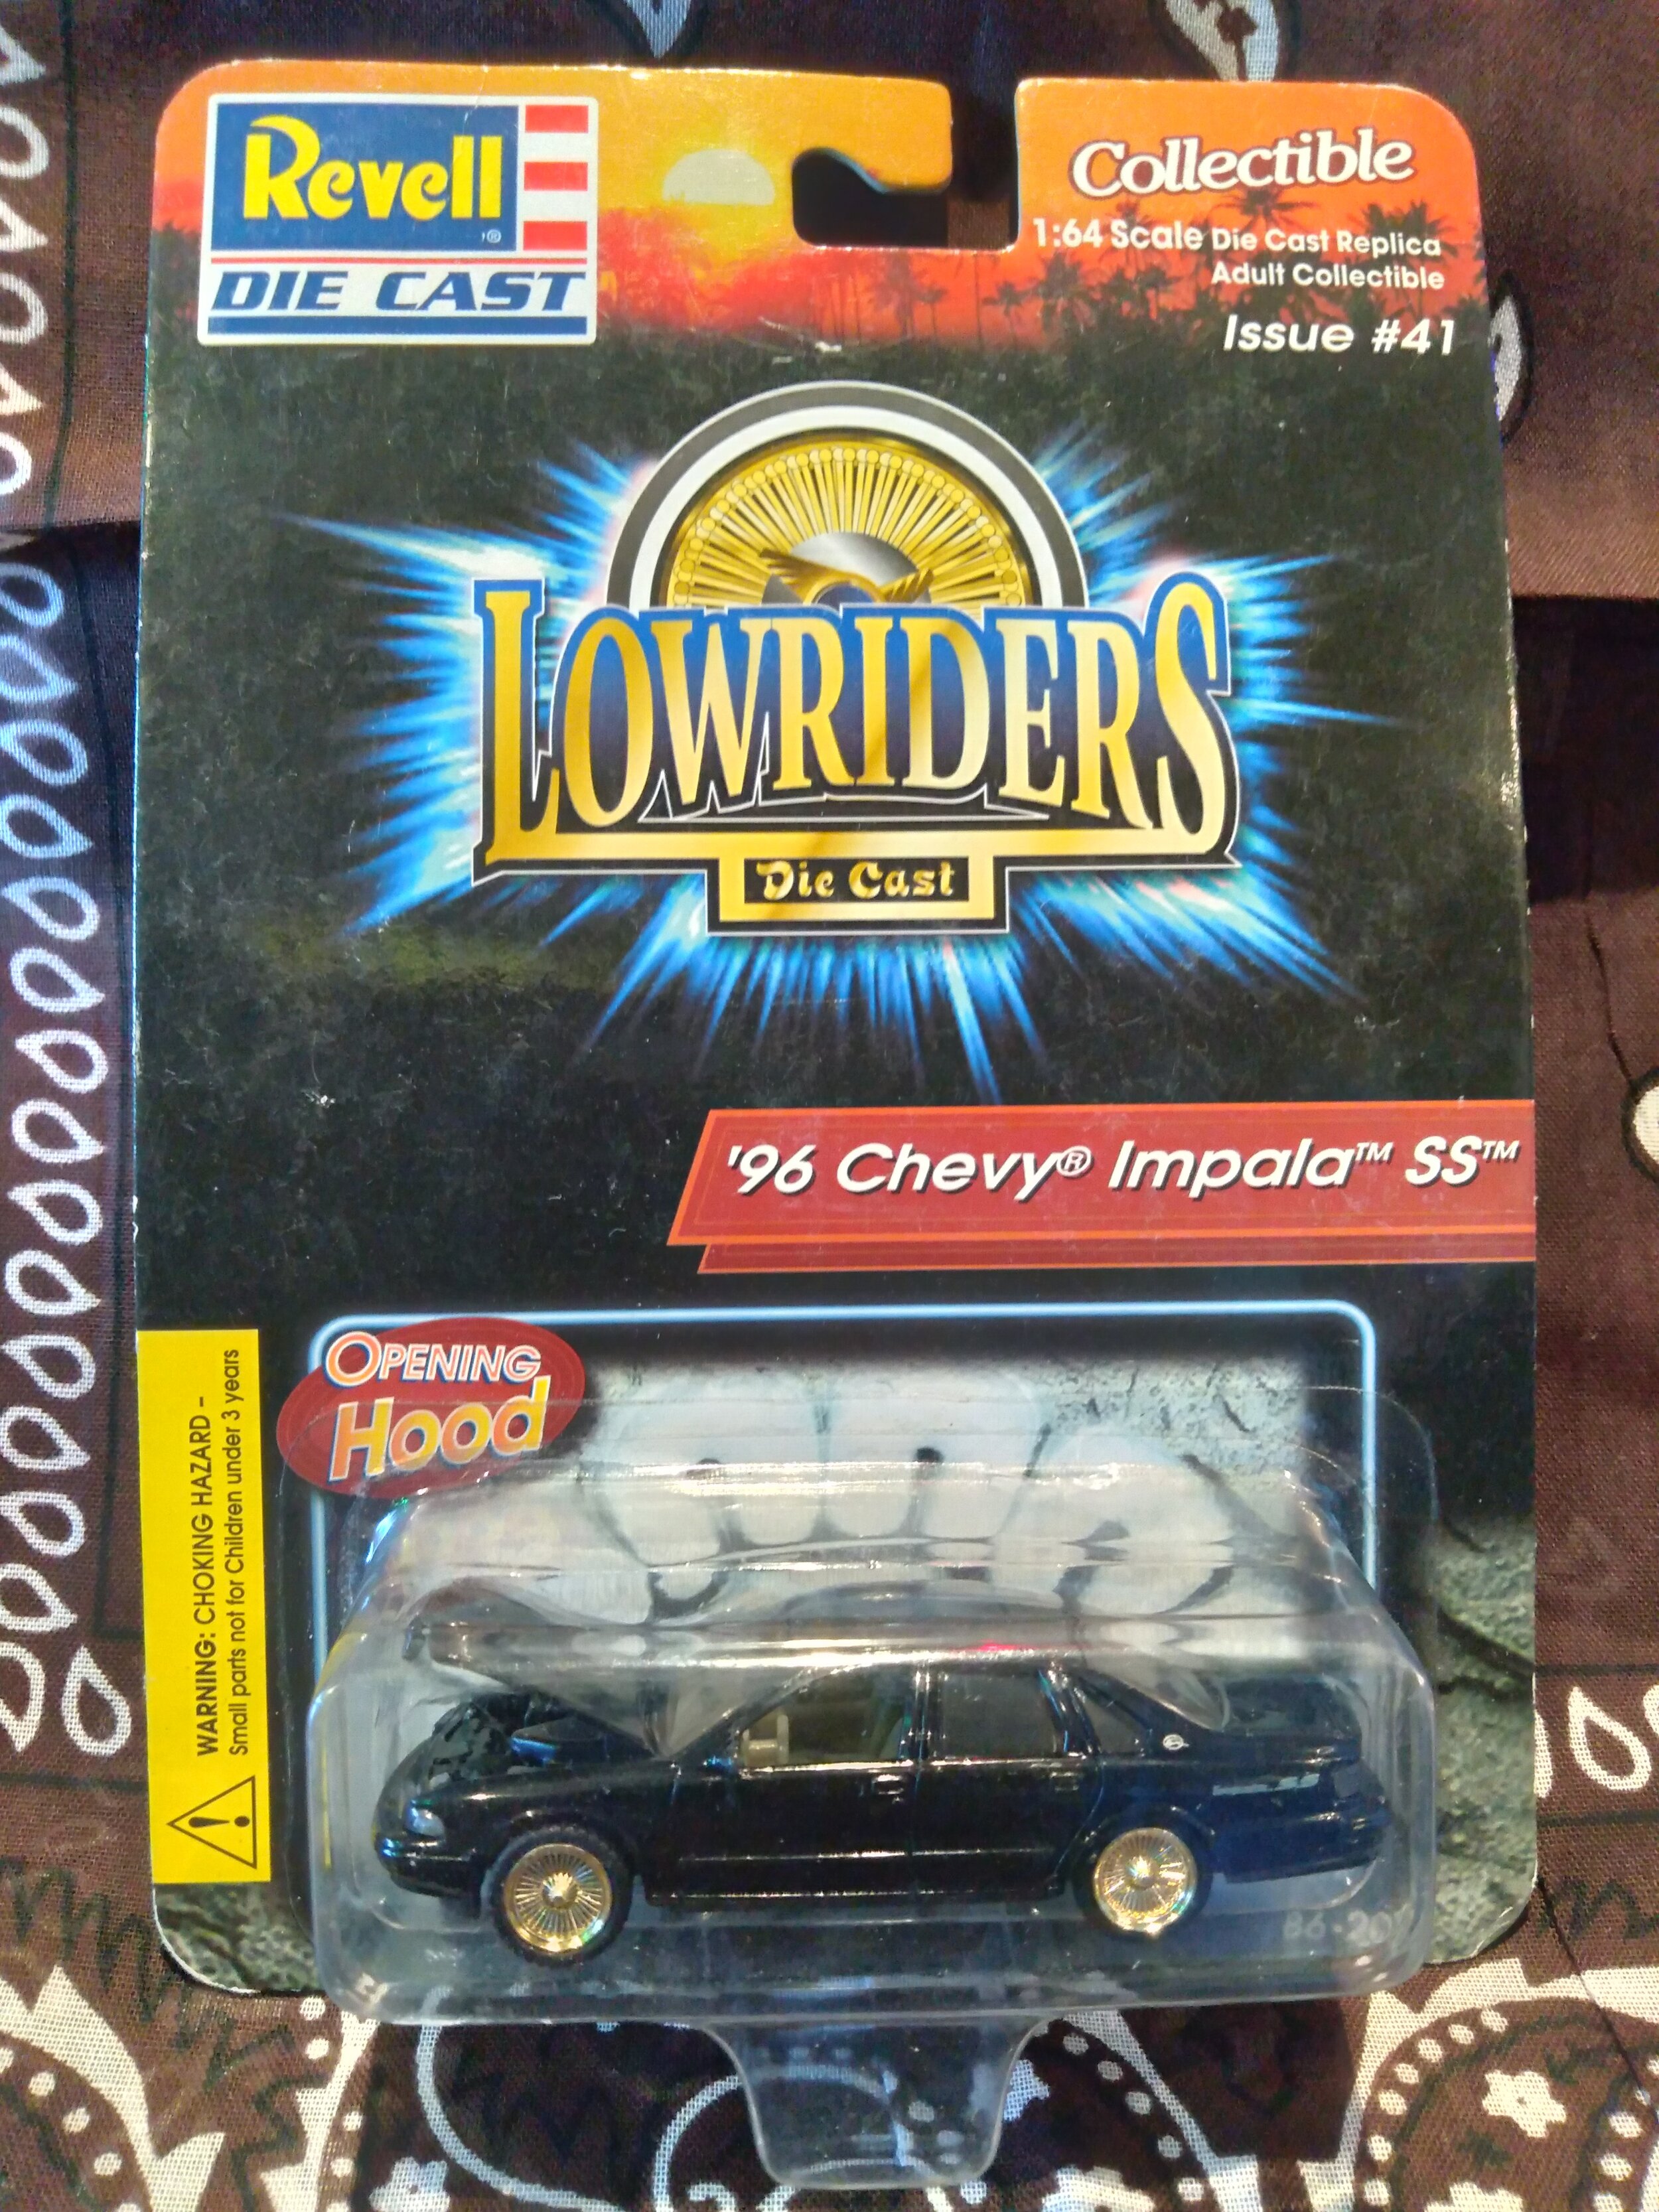 Revell®
DIE CAST
Collectible
1:64 Scale Die Cast Replica
Adult Collectible
Issue #41
LOWRIDERS
Die Cast
'96 Chevy® Impala™ SS™
OPENING
Hood
WARNING: CHOKING HAZARD -
Small parts not for Children under 3 years